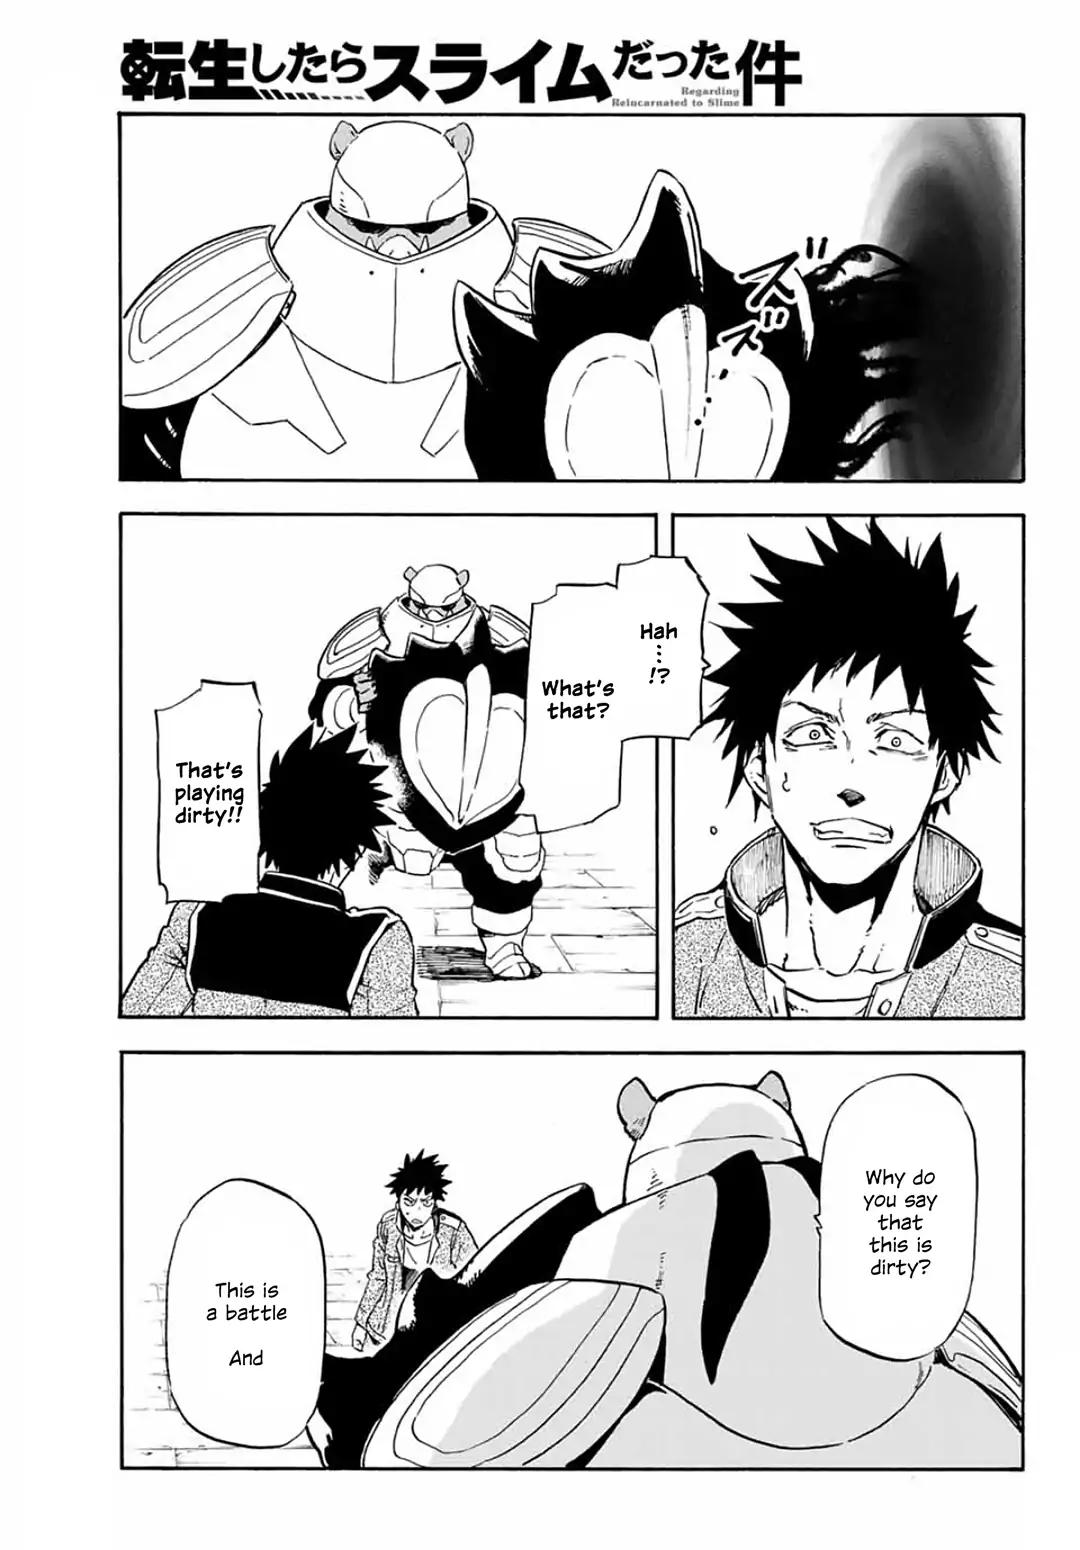 転生したらスライムだった件
Regarding
Reincarnated to Slime
ズズ
Hah
…!?
What's
that?
That's
playing
dirty!!
Why do
you say
that
this is
dirty?
This is
a battle
And